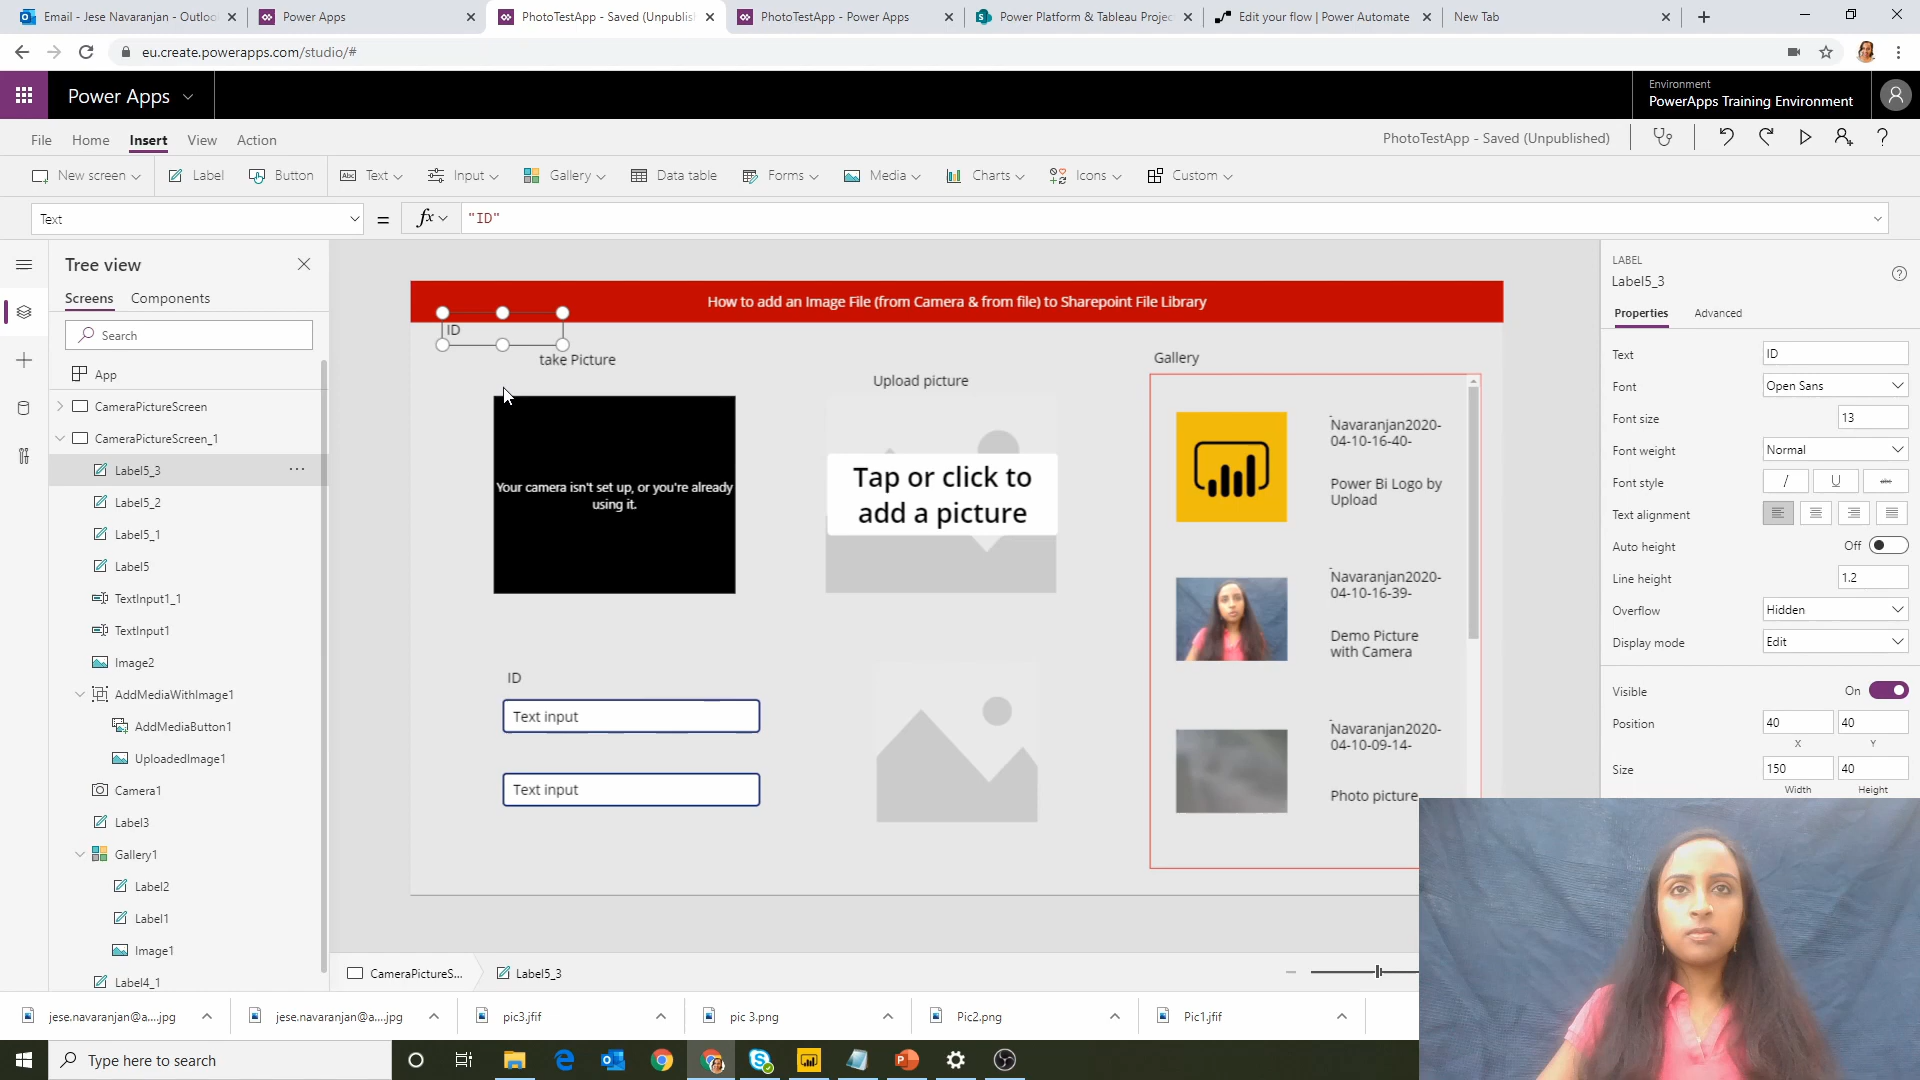 Email - Jese Navaranjan - Outloo
Power Apps
PhotoTestApp - Saved (Unpublis
PhotoTestApp - Power Apps
Power Platform & Tableau Projec
Edit your flow | Power Automate
New Tab
eu.create.powerapps.com/studio/#
Power Apps
Environment
PowerApps Training Environment
File Home Insert View Action
PhotoTestApp - Saved (Unpublished)
New screen Label Button Text Input Gallery Data table Forms Media Charts Icons Custom
Text = fx "ID"
Tree view
Screens Components
Search
App
CameraPictureScreen
CameraPictureScreen_1
Label5_3
Label5_2
Label5_1
Label5
TextInput1_1
TextInput1
Image2
AddMediaWithImage1
AddMediaButton1
UploadedImage1
Camera1
Label3
Gallery1
Label2
Label1
Image1
Label4_1
How to add an Image File (from Camera & from file) to Sharepoint File Library
ID
take Picture
Your camera isn't set up, or you're already
using it.
ID
Text input
Text input
Upload picture
Tap or click to
add a picture
Gallery
Navaranjan2020-
04-10-16-40-
Power Bi Logo by
Upload
Navaranjan2020-
04-10-16-39-
Demo Picture
with Camera
Navaranjan2020-
04-10-09-14-
Photo picture
CameraPictureS...
Label5_3
LABEL
Label5_3
Properties Advanced
Text ID
Font Open Sans
Font size 13
Font weight Normal
Font style / U abc
Text alignment
Auto height Off
Line height 1.2
Overflow Hidden
Display mode Edit
Visible On
Position 40 40
X Y
Size 150 40
Width Height
jese.navaranjan@a....jpg
jese.navaranjan@a....jpg
pic3.jfif
pic 3.png
Pic2.png
Pic1.jfif
Type here to search